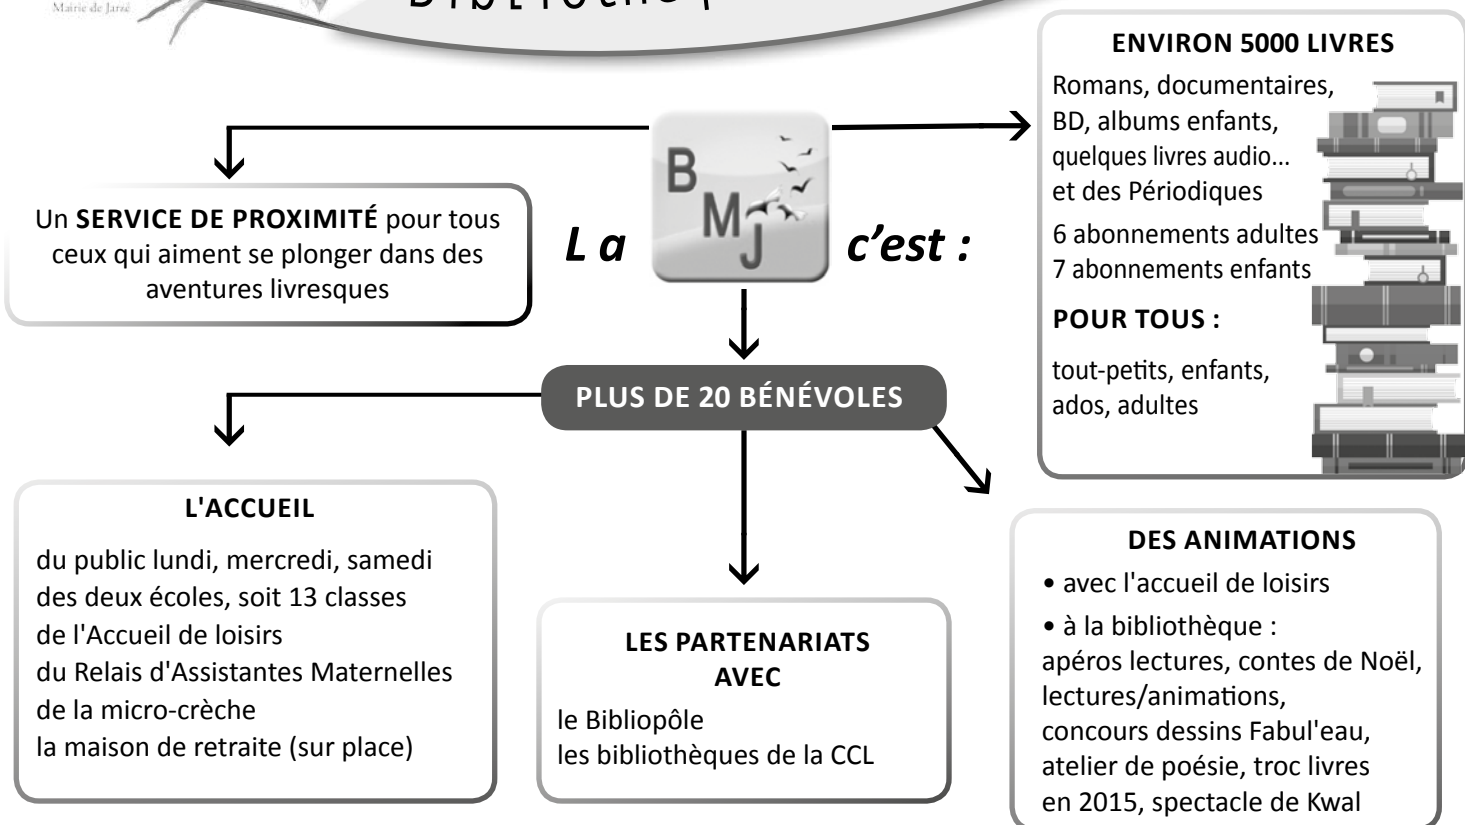 Mairie de Jarzé
ENVIRON 5000 LIVRES
Romans, documentaires,
BD, albums enfants,
quelques livres audio...
et des Périodiques
6 abonnements adultes
7 abonnements enfants
POUR TOUS :
tout-petits, enfants,
ados, adultes
Un SERVICE DE PROXIMITÉ pour tous
ceux qui aiment se plonger dans des
aventures livresques
La BMJ c'est :
PLUS DE 20 BÉNÉVOLES
L'ACCUEIL
du public lundi, mercredi, samedi
des deux écoles, soit 13 classes
de l'Accueil de loisirs
du Relais d'Assistantes Maternelles
de la micro-crèche
la maison de retraite (sur place)
LES PARTENARIATS
AVEC
le Bibliopôle
les bibliothèques de la CCL
DES ANIMATIONS
• avec l'accueil de loisirs
• à la bibliothèque :
apéros lectures, contes de Noël,
lectures/animations,
concours dessins Fabul'eau,
atelier de poésie, troc livres
en 2015, spectacle de Kwal